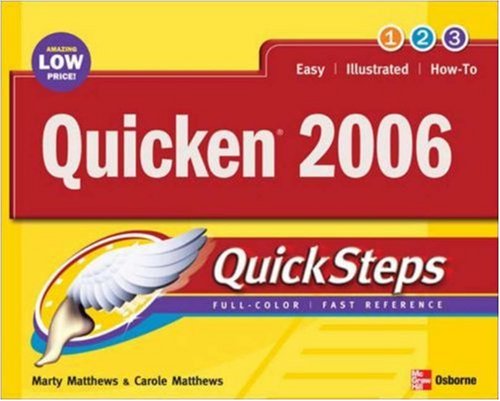 AMAZING
LOW
PRICE!
1 2 3
Easy | Illustrated | How-To
Quicken® 2006
QuickSteps
FULL-COLOR | FAST REFERENCE
Marty Matthews & Carole Matthews
Mc
Graw
Hill
Osborne